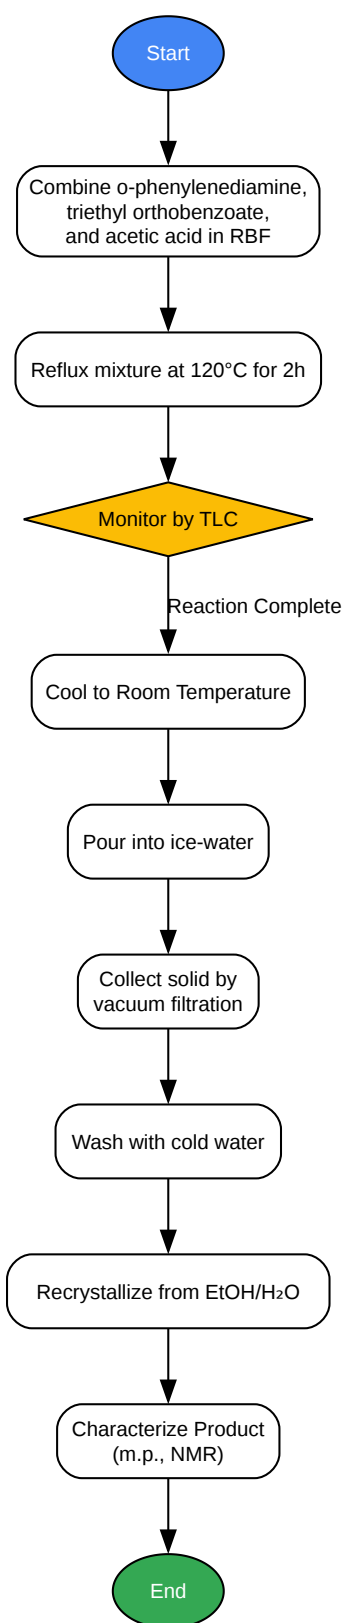 Start
Combine o-phenylenediamine,
triethyl orthobenzoate,
and acetic acid in RBF
Reflux mixture at 120°C for 2h
Monitor by TLC
Reaction Complete
Cool to Room Temperature
Pour into ice-water
Collect solid by
vacuum filtration
Wash with cold water
Recrystallize from EtOH/H₂O
Characterize Product
(m.p., NMR)
End